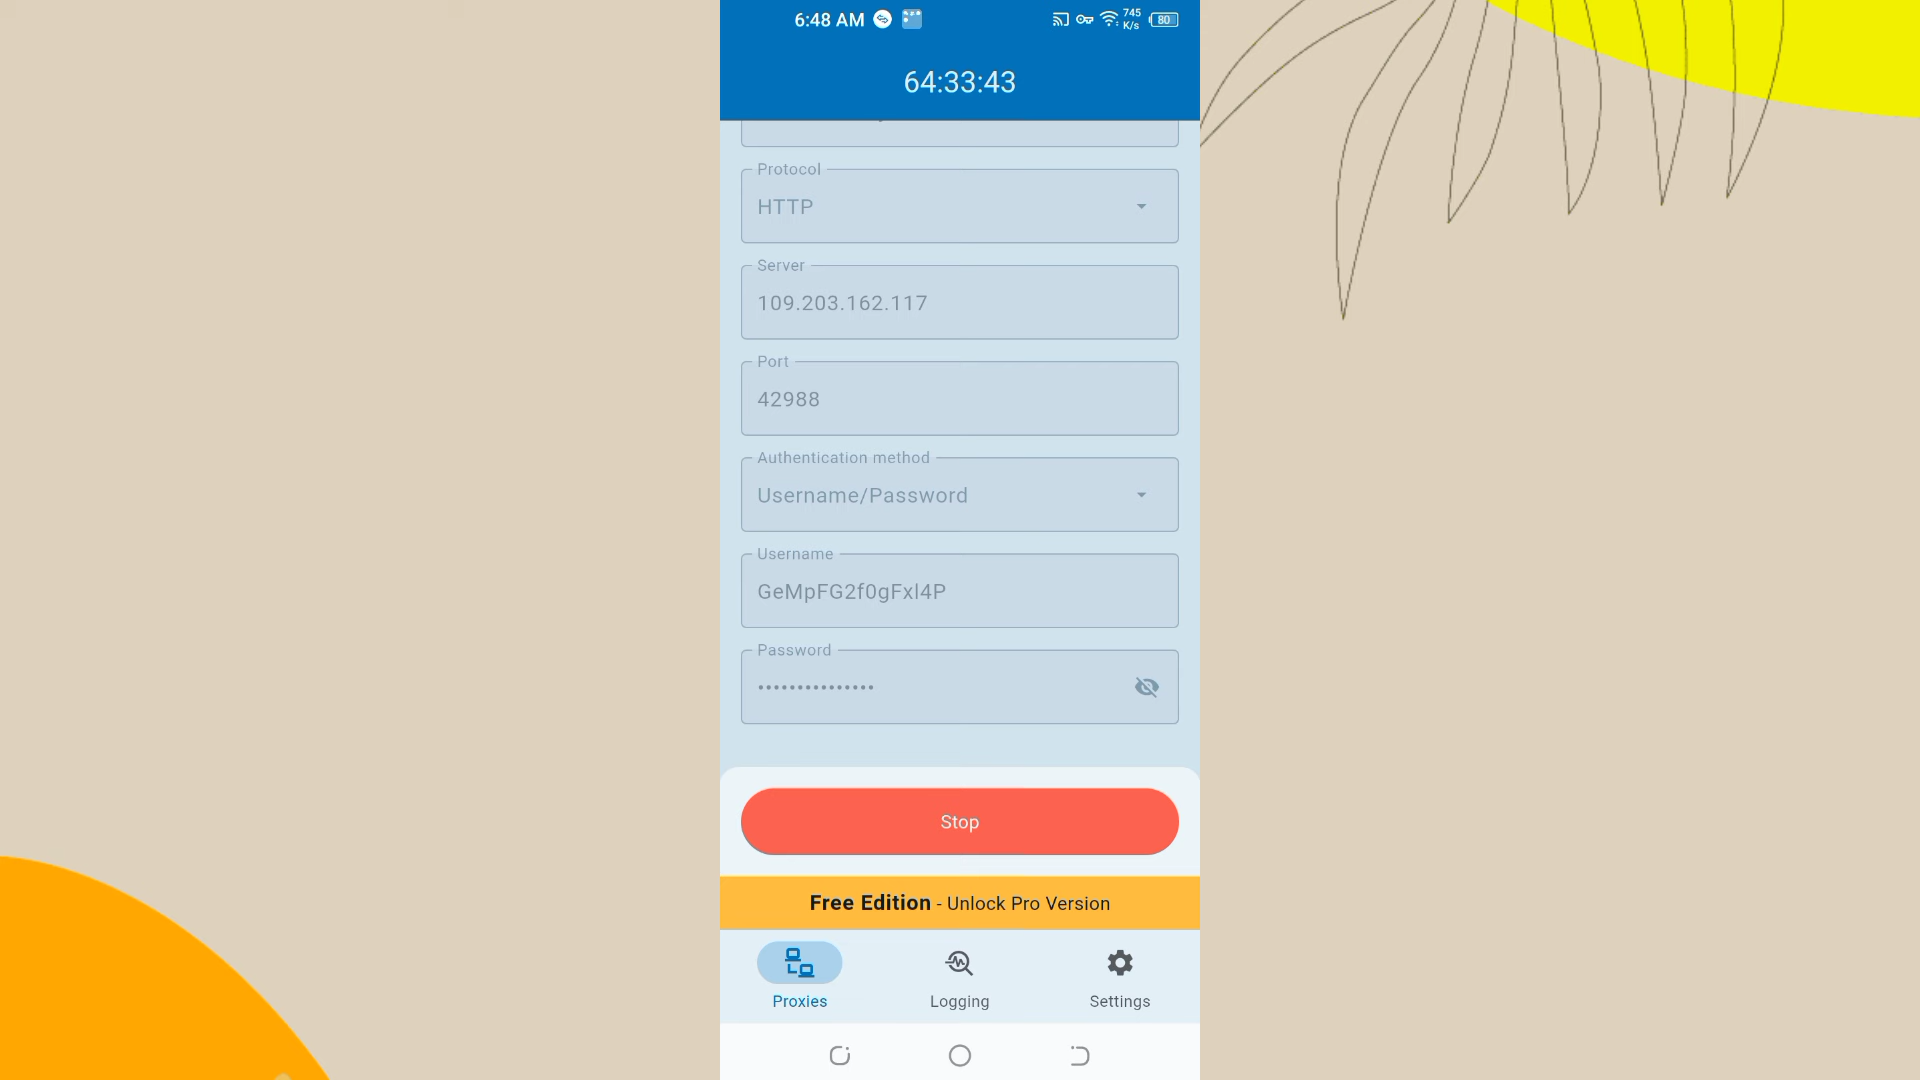 6:48 AM
745
K/s
80
64:33:43
Protocol
HTTP
Server
109.203.162.117
Port
42988
Authentication method
Username/Password
Username
GeMpFG2f0gFxl4P
Password
•••••••••••••••
Stop
Free Edition - Unlock Pro Version
Proxies
Logging
Settings